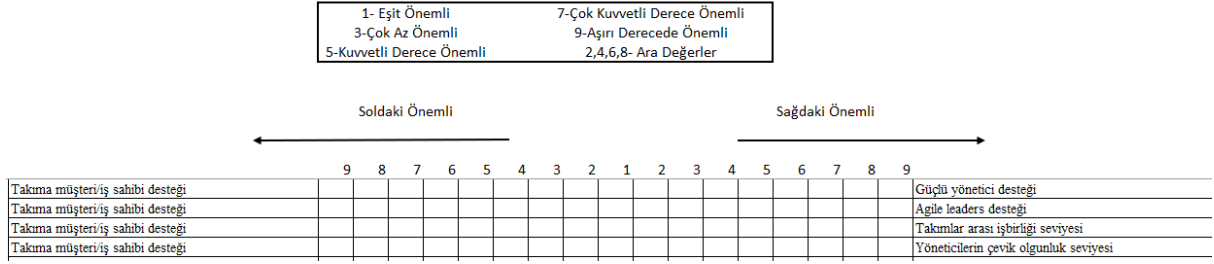 1- Eşit Önemli 7-Çok Kuvvetli Derece Önemli
3-Çok Az Önemli 9-Aşırı Derecede Önemli
5-Kuvvetli Derece Önemli 2,4,6,8- Ara Değerler
Soldaki Önemli Sağdaki Önemli
9 8 7 6 5 4 3 2 1 2 3 4 5 6 7 8 9
Takıma müşteri/iş sahibi desteği Güçlü yönetici desteği
Takıma müşteri/iş sahibi desteği Agile leaders desteği
Takıma müşteri/iş sahibi desteği Takımlar arası işbirliği seviyesi
Takıma müşteri/iş sahibi desteği Yöneticilerin çevik olgunluk seviyesi